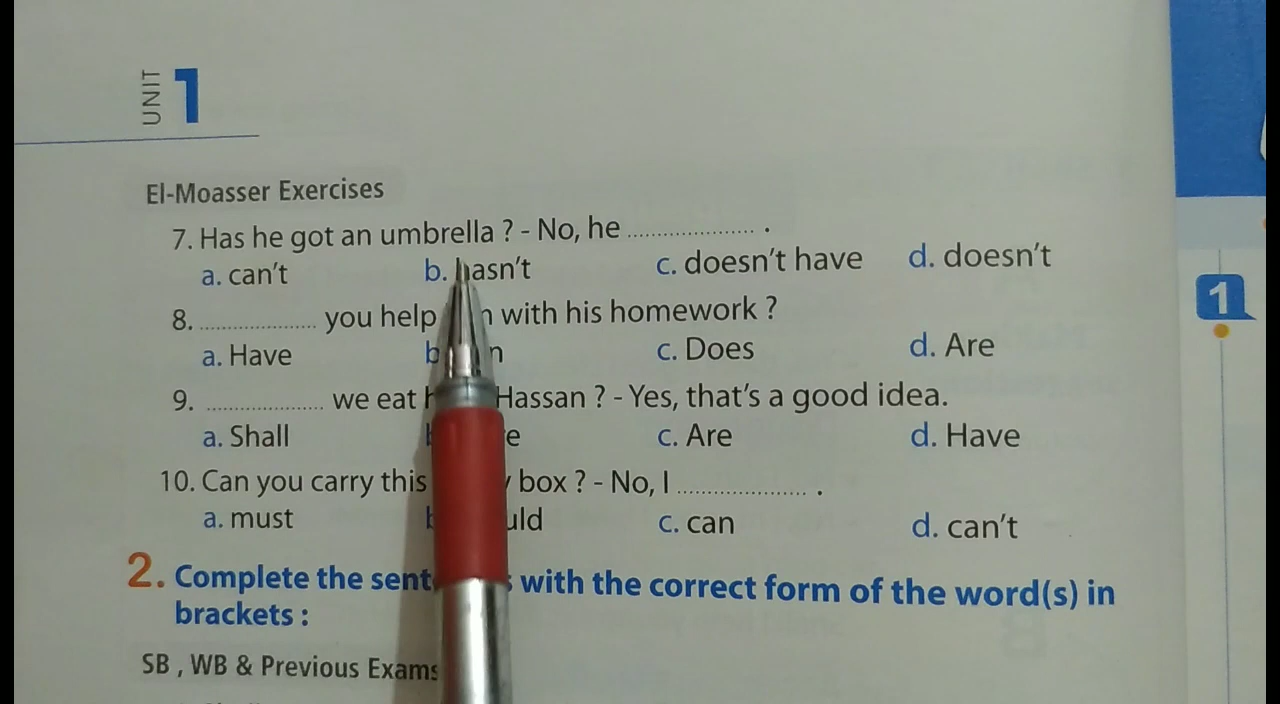 UNIT 1
El-Moasser Exercises
7. Has he got an umbrella ? - No, he .................... .
a. can't b. hasn't c. doesn't have d. doesn't
8. .................... you help with his homework ?
a. Have c. Does d. Are
9. .................... we eat Hassan ? - Yes, that's a good idea.
a. Shall c. Are d. Have
10. Can you carry this box ? - No, I .................... .
a. must c. can d. can't
2. Complete the sentences with the correct form of the word(s) in
brackets :
SB , WB & Previous Exams
1